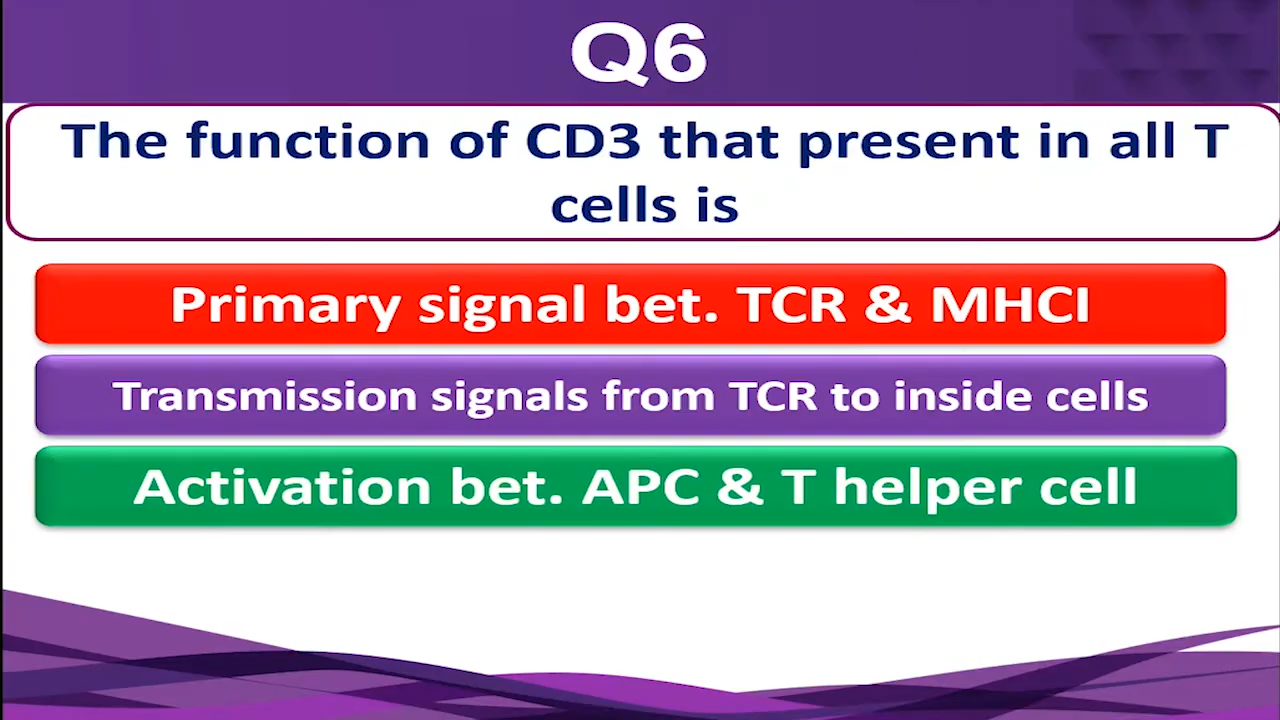 Q6
The function of CD3 that present in all T
cells is
Primary signal bet. TCR & MHCI
Transmission signals from TCR to inside cells
Activation bet. APC & T helper cell